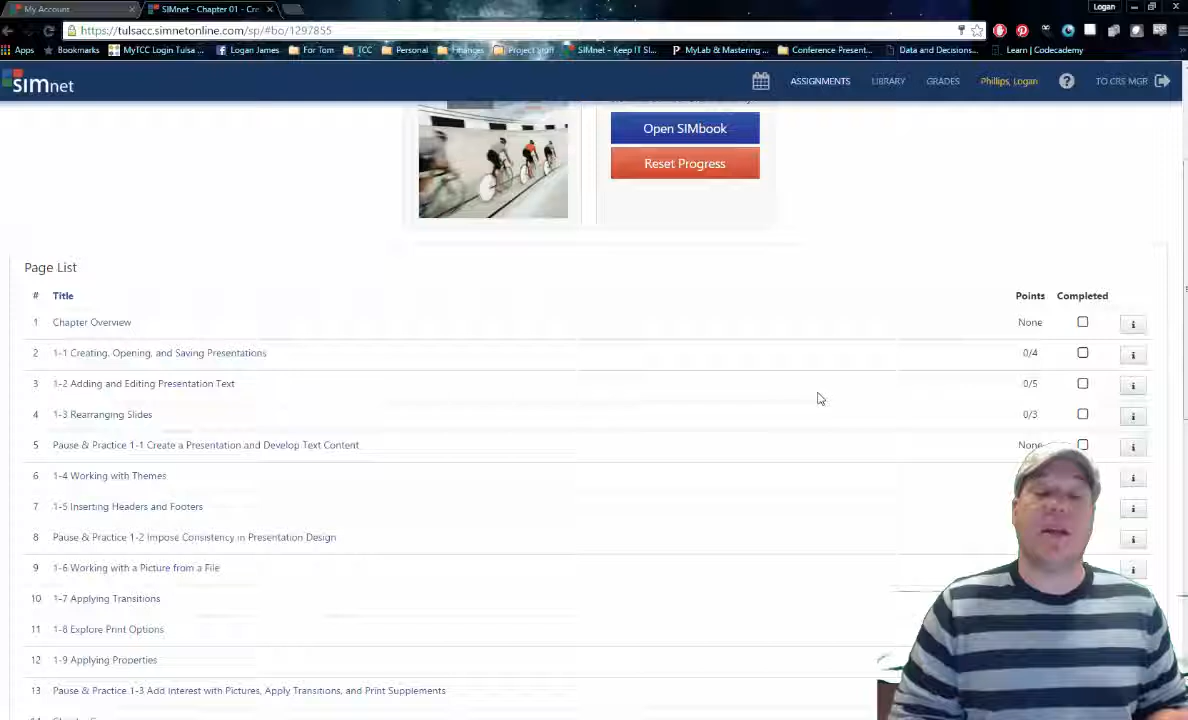 My Account
SIMnet - Chapter 01 - Cre
Logan
https://tulsacc.simnetonline.com/sp/#bo/1297855
Apps Bookmarks MyTCC Login Tulsa ... Logan James For Tom TCC Personal Finances Project Stuff SIMnet - Keep IT SI... MyLab & Mastering ... Conference Present... Data and Decisions... Learn | Codecademy
SIMnet
ASSIGNMENTS LIBRARY GRADES Phillips, Logan ? TO CRS MGR
Open SIMbook
Reset Progress
Page List
# Title Points Completed
1 Chapter Overview None i
2 1-1 Creating, Opening, and Saving Presentations 0/4 i
3 1-2 Adding and Editing Presentation Text 0/5 i
4 1-3 Rearranging Slides 0/3 i
5 Pause & Practice 1-1 Create a Presentation and Develop Text Content None i
6 1-4 Working with Themes i
7 1-5 Inserting Headers and Footers i
8 Pause & Practice 1-2 Impose Consistency in Presentation Design i
9 1-6 Working with a Picture from a File i
10 1-7 Applying Transitions
11 1-8 Explore Print Options
12 1-9 Applying Properties
13 Pause & Practice 1-3 Add Interest with Pictures, Apply Transitions, and Print Supplements